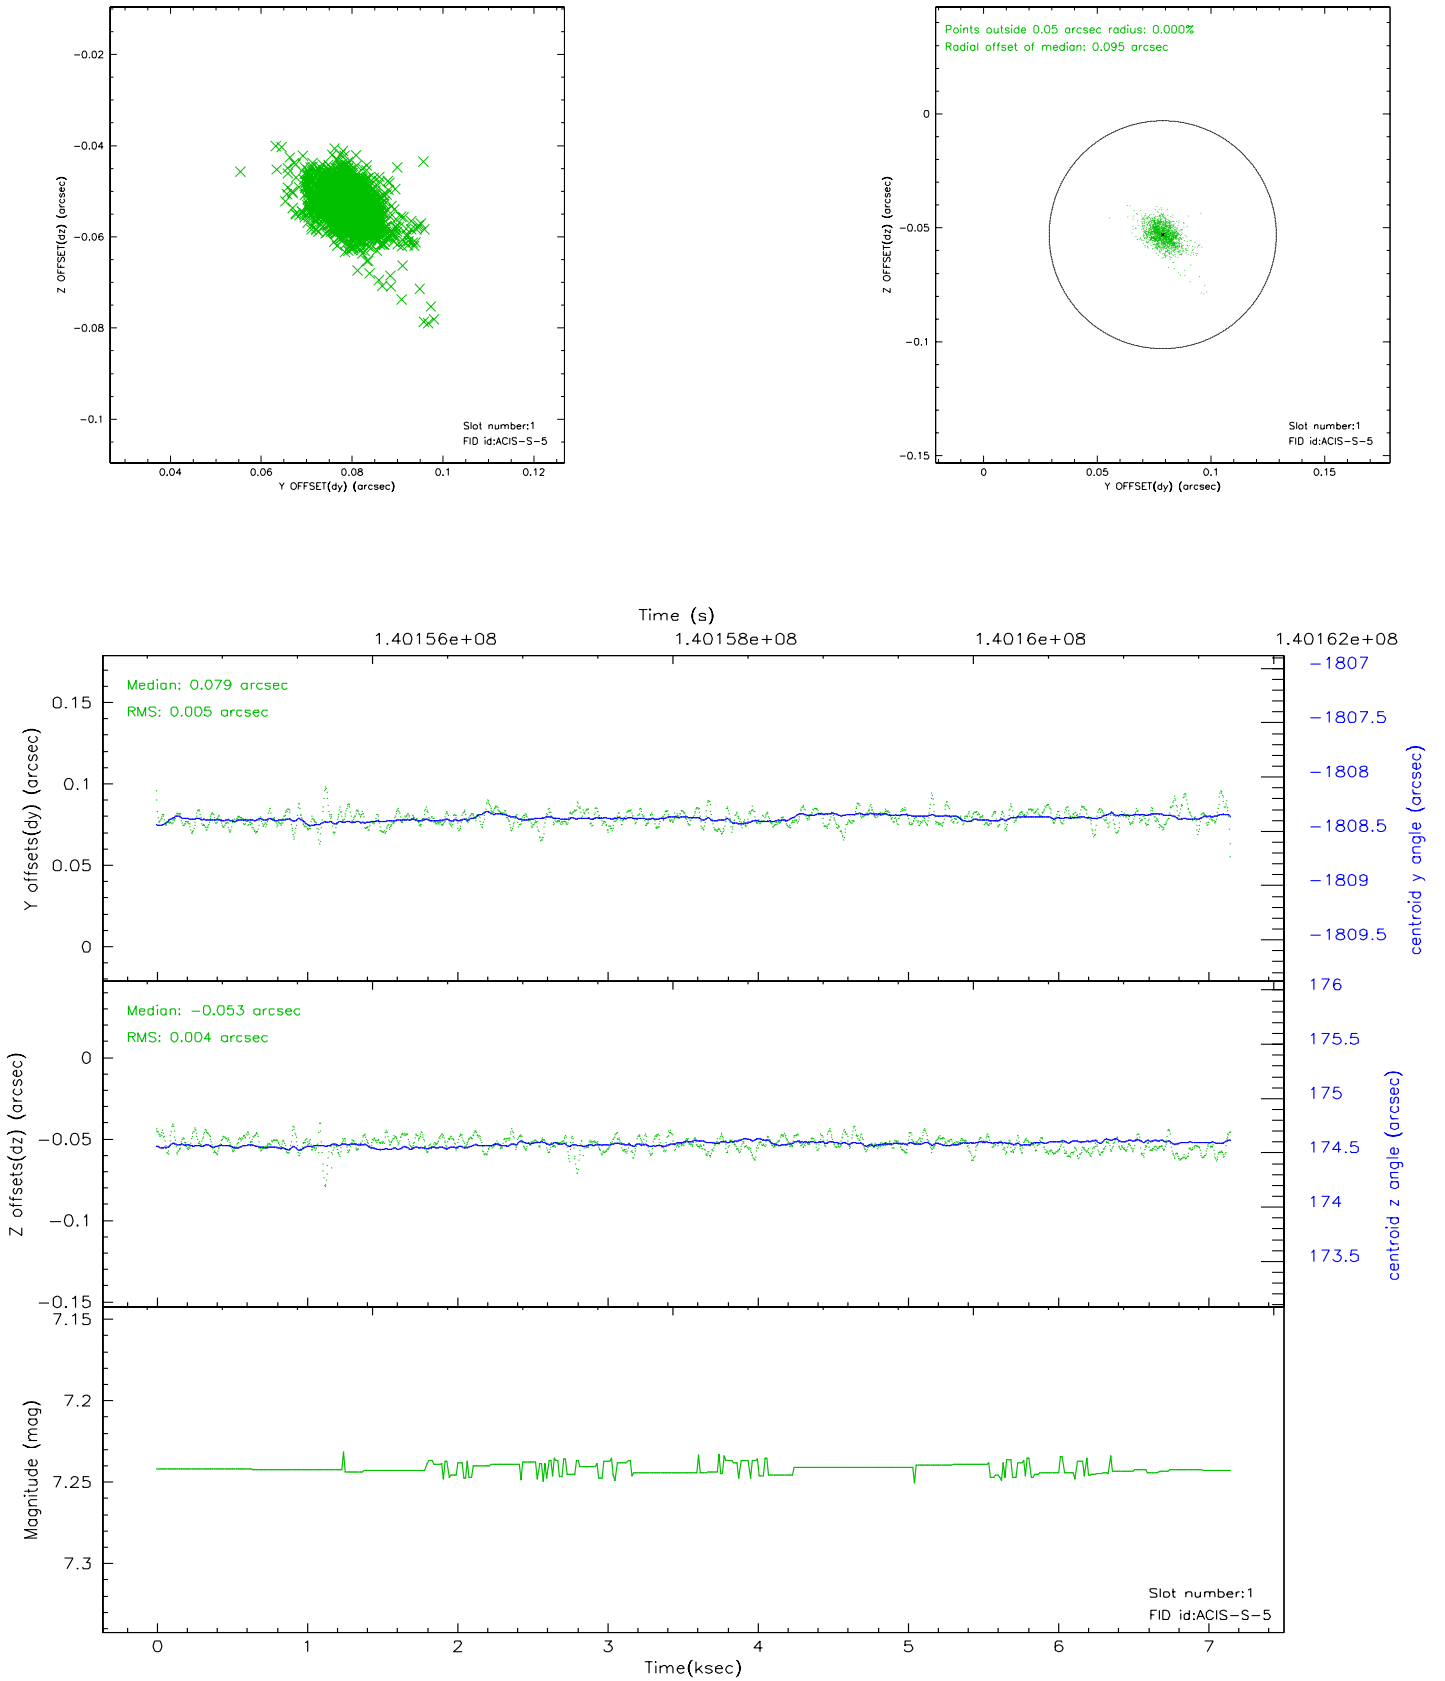 −0.02
−0.04
−0.06
−0.08
−0.1
Z OFFSET(dz) (arcsec)
Slot number:1
FID id:ACIS−S−5
0.04 0.06 0.08 0.1 0.12
Y OFFSET(dy) (arcsec)
Points outside 0.05 arcsec radius: 0.000%
Radial offset of median: 0.095 arcsec
0
−0.05
−0.1
−0.15
Z OFFSET(dz) (arcsec)
Slot number:1
FID id:ACIS−S−5
0 0.05 0.1 0.15
Y OFFSET(dy) (arcsec)
Time (s)
1.40156e+08 1.40158e+08 1.4016e+08 1.40162e+08
Median: 0.079 arcsec
RMS: 0.005 arcsec
0.15
0.1
0.05
0
Y offsets(dy) (arcsec)
−1807
−1807.5
−1808
−1808.5
−1809
−1809.5
centroid y angle (arcsec)
Median: −0.053 arcsec
RMS: 0.004 arcsec
0
−0.05
−0.1
−0.15
Z offsets(dz) (arcsec)
176
175.5
175
174.5
174
173.5
centroid z angle (arcsec)
7.15
7.2
7.25
7.3
Magnitude (mag)
Slot number:1
FID id:ACIS−S−5
0 1 2 3 4 5 6 7
Time(ksec)